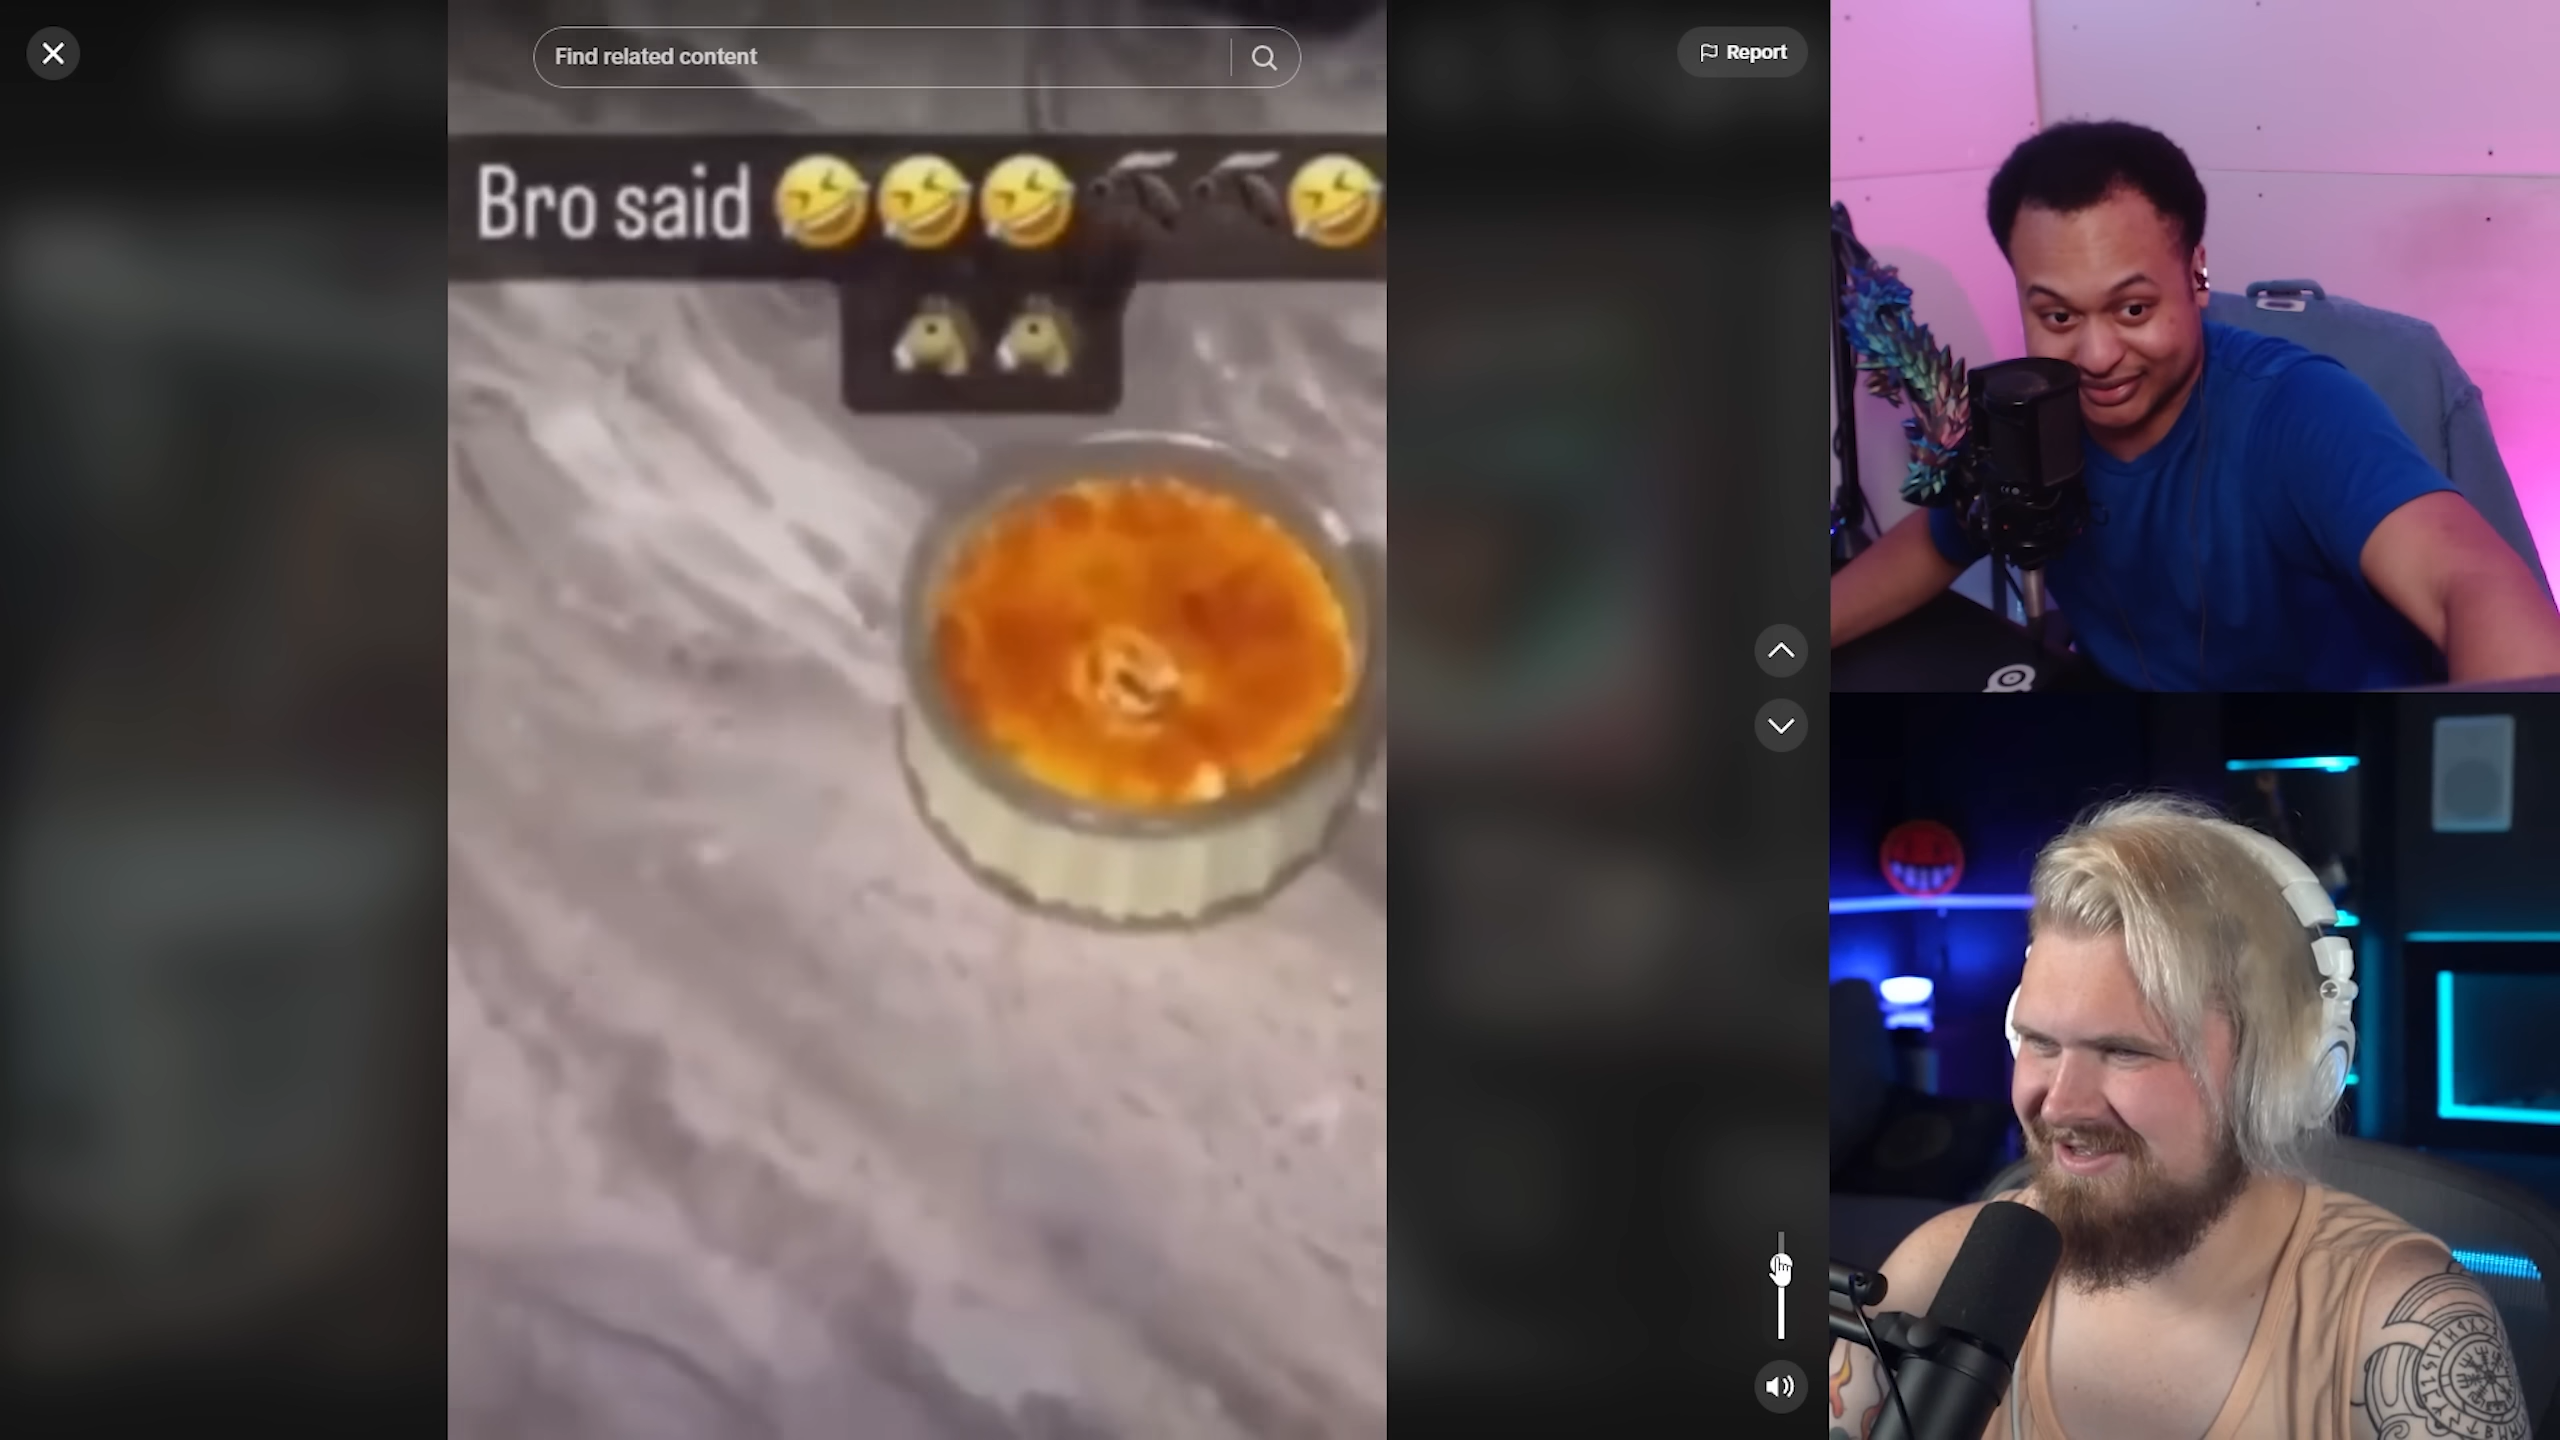 Find related content
Report
Bro said 🤣🤣🤣🦟🦟🤣